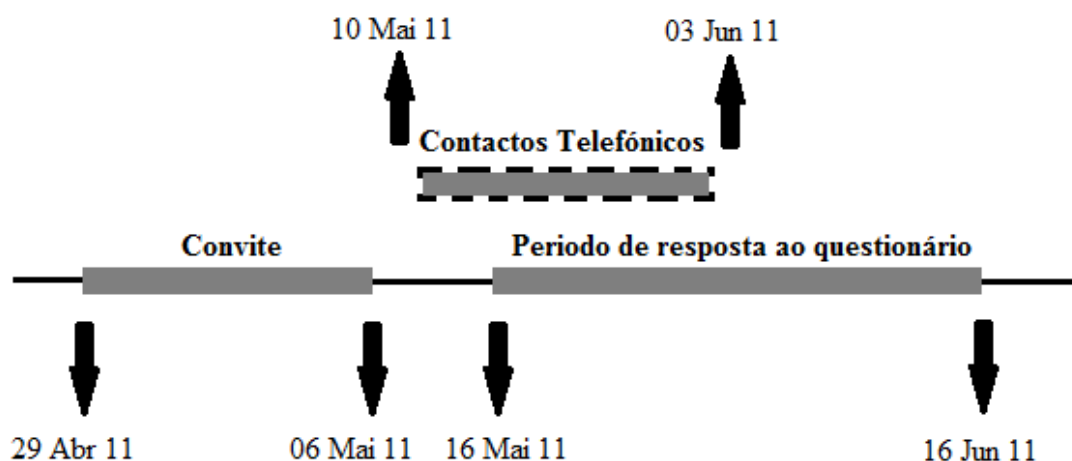 10 Mai 11
03 Jun 11
Contactos Telefónicos
Convite
Periodo de resposta ao questionário
29 Abr 11
06 Mai 11
16 Mai 11
16 Jun 11